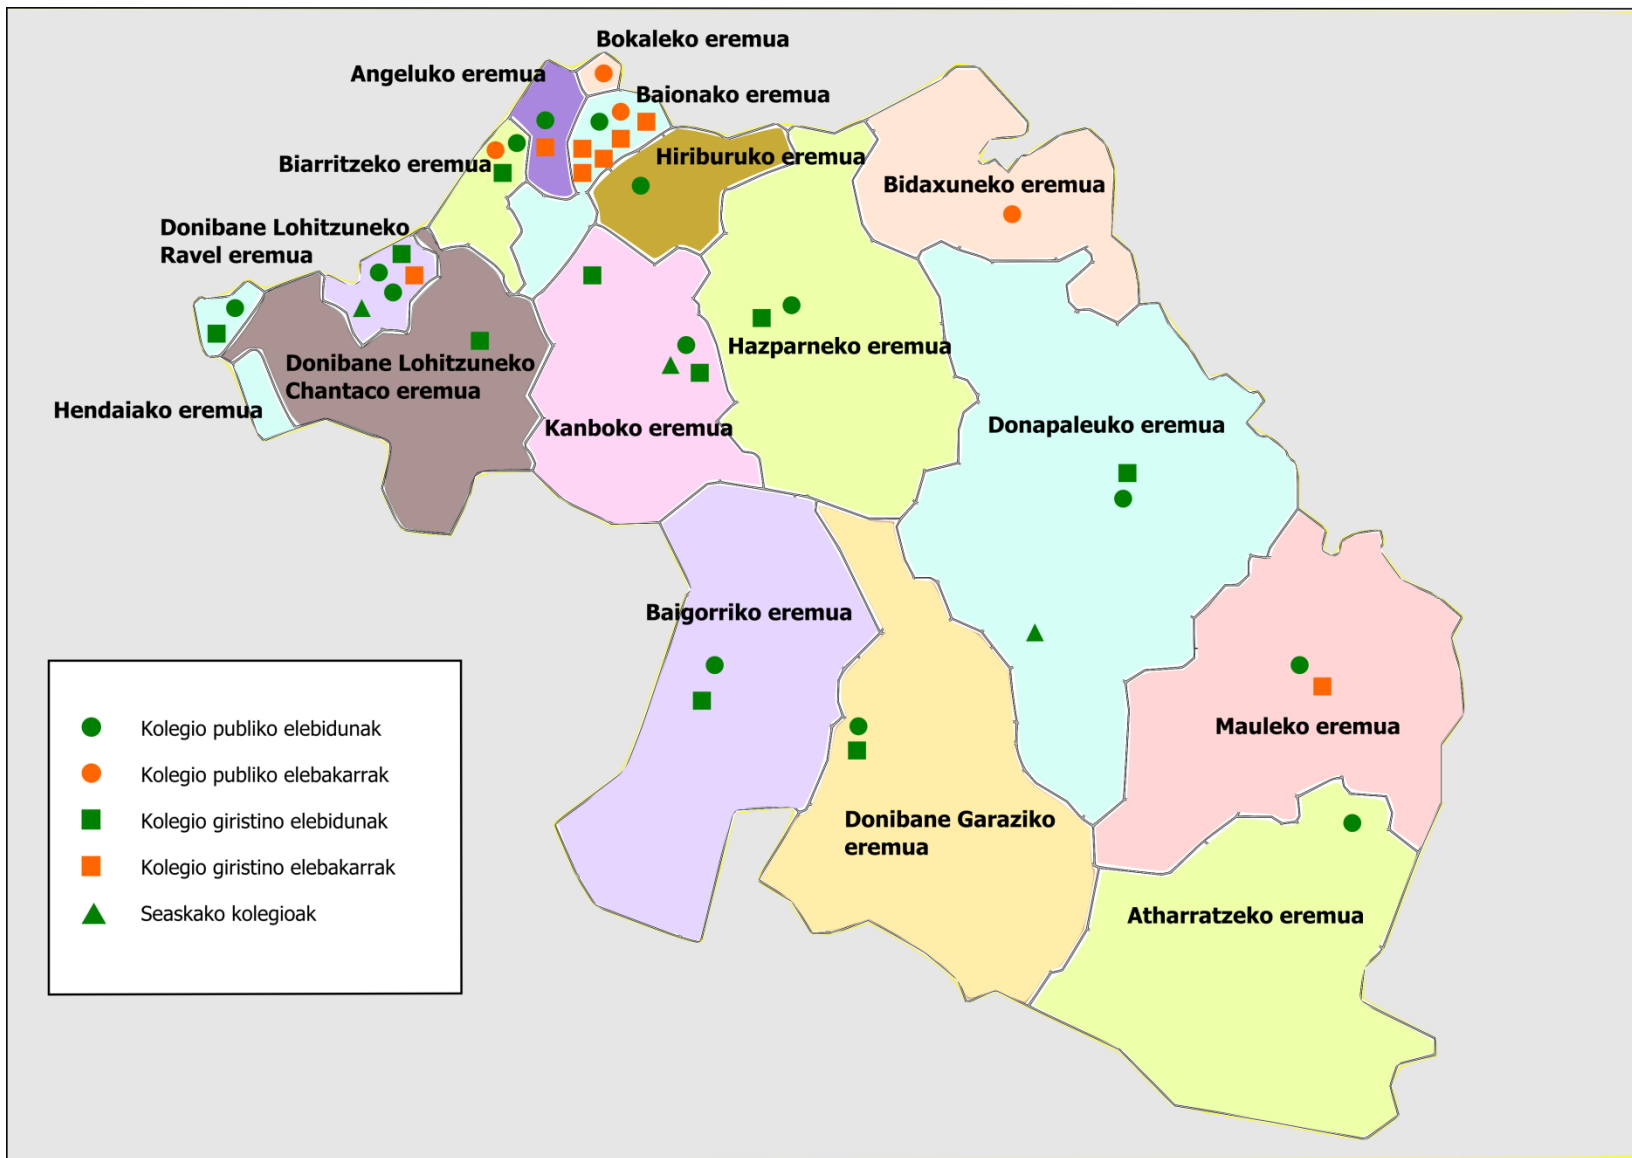 Bokaleko eremua
Angeluko eremua
Baionako eremua
Biarritzeko eremua
Hiriburuko eremua
Bidaxuneko eremua
Donibane Lohitzuneko
Ravel eremua
Hazparneko eremua
Donibane Lohitzuneko
Chantaco eremua
Hendaiako eremua
Kanboko eremua
Donapaleuko eremua
Baigorriko eremua
Mauleko eremua
Donibane Garaziko
eremua
Atharratzeko eremua
Kolegio publiko elebidunak
Kolegio publiko elebakarrak
Kolegio giristino elebidunak
Kolegio giristino elebakarrak
Seaskako kolegioak